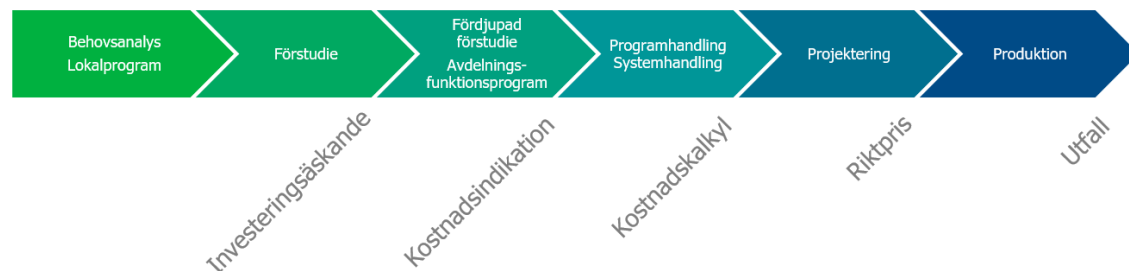 Behovsanalys
Lokalprogram
Förstudie
Fördjupad
förstudie
Avdelnings-
funktionsprogram
Programhandling
Systemhandling
Projektering
Produktion
Investeringsäskande
Kostnadsindikation
Kostnadskalkyl
Riktpris
Utfall